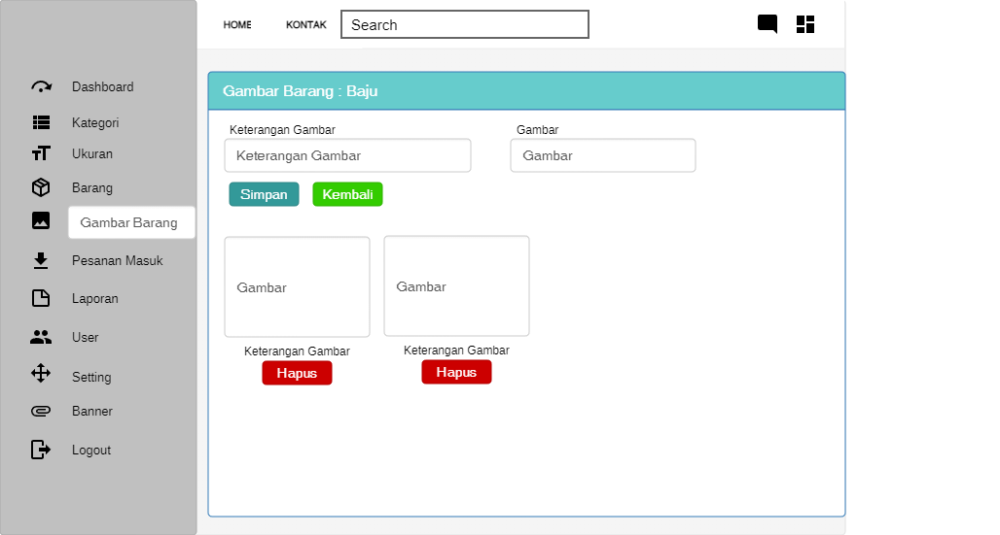 HOME
KONTAK
Search
Dashboard
Kategori
Ukuran
Barang
Gambar Barang
Pesanan Masuk
Laporan
User
Setting
Banner
Logout
Gambar Barang : Baju
Keterangan Gambar
Gambar
Keterangan Gambar
Gambar
Simpan
Kembali
Gambar
Gambar
Keterangan Gambar
Keterangan Gambar
Hapus
Hapus